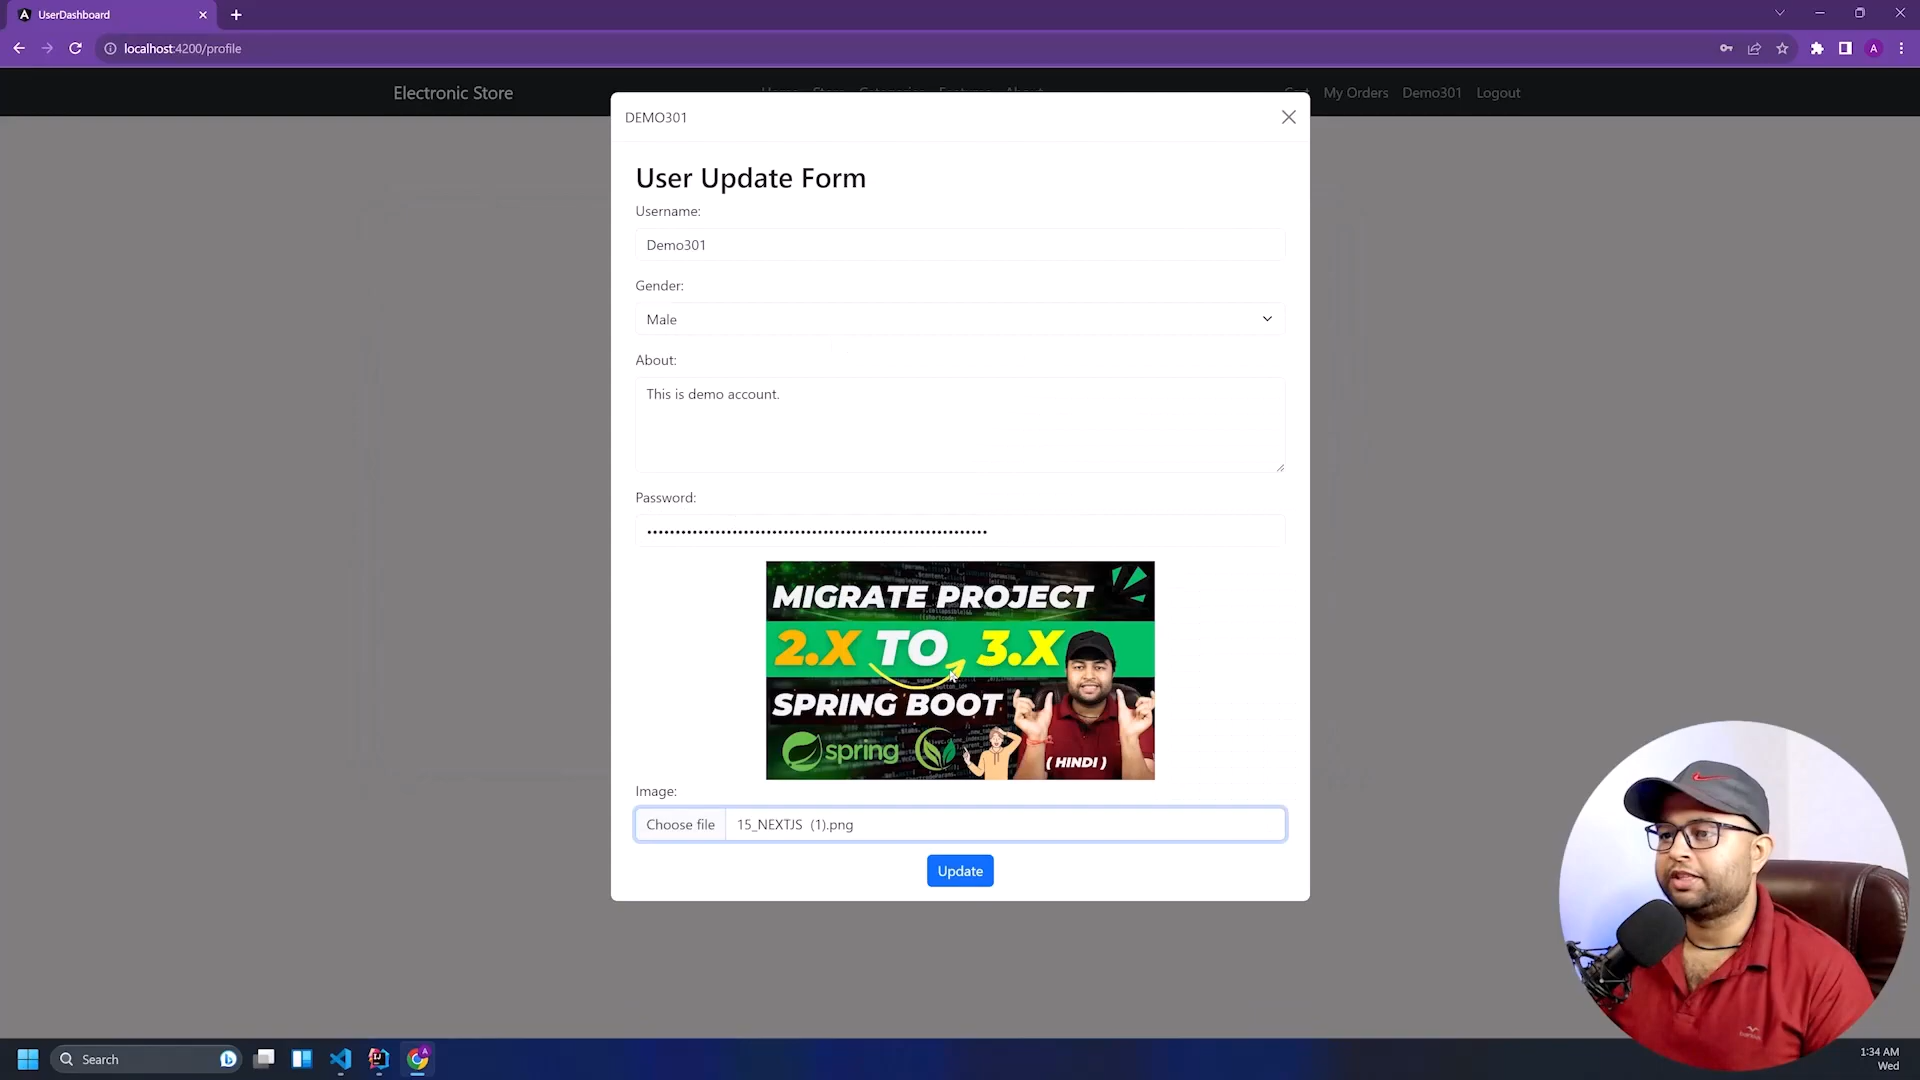 UserDashboard
localhost:4200/profile
A
Electronic Store
My Orders Demo301 Logout
DEMO301
User Update Form
Username:
Demo301
Gender:
Male
About:
This is demo account.
Password:
MIGRATE PROJECT
2.X TO 3.X
SPRING BOOT
spring
( HINDI )
Image:
Choose file 15_NEXTJS (1).png
Update
Search
1:34 AM
Wed